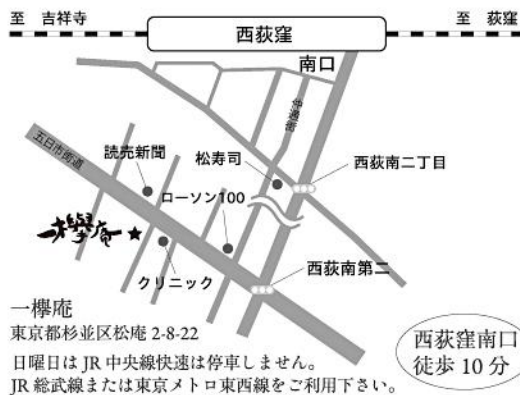 至 吉祥寺
至 荻窪
西荻窪
南口
仲通街
五日市街道
読売新聞
松寿司
西荻南二丁目
ローソン100
一欅庵
クリニック
西荻南第二
一欅庵
東京都杉並区松庵 2-8-22
日曜日は JR 中央線快速は停車しません。
JR 総武線または東京メトロ東西線をご利用下さい。
西荻窪南口
徒歩 10 分